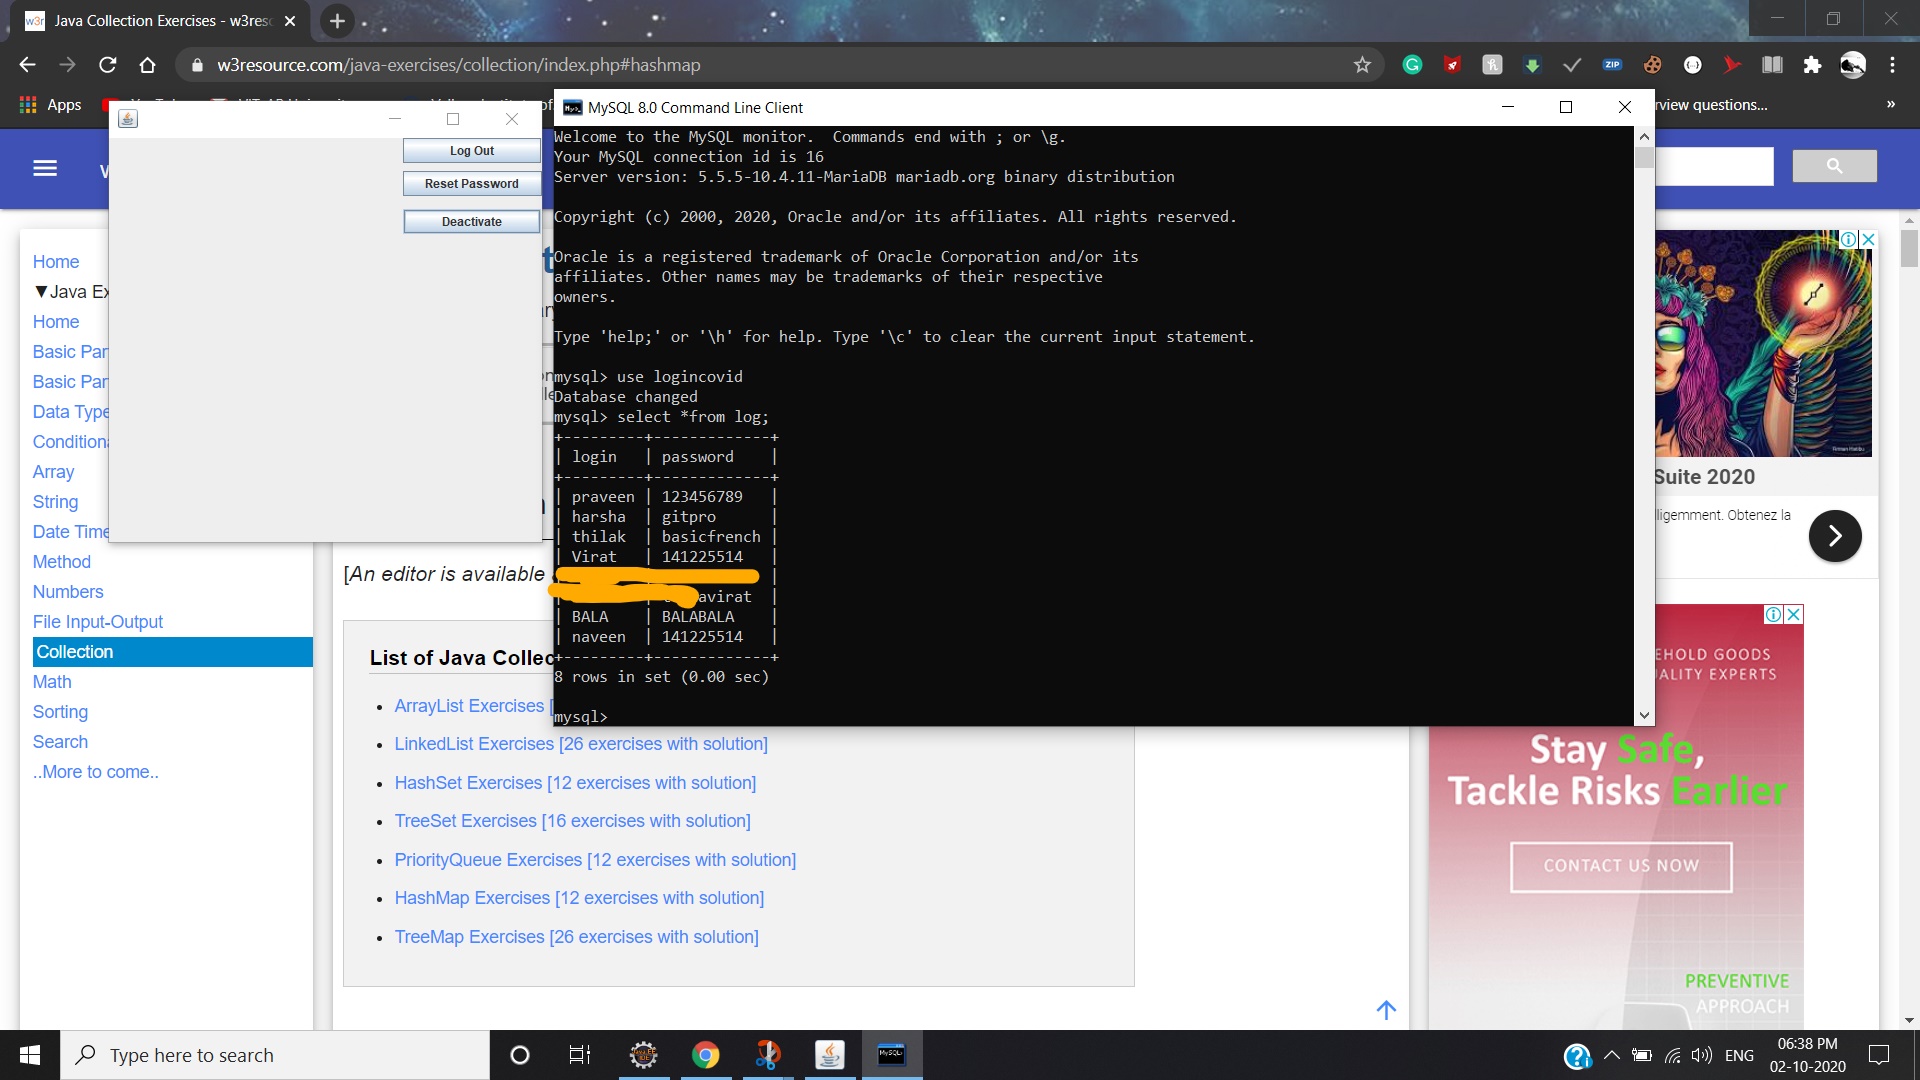 Java Collection Exercises - w3res
w3resource.com/java-exercises/collection/index.php#hashmap
Apps
rview questions...
»
MySQL 8.0 Command Line Client
Log Out
Reset Password
Deactivate
Welcome to the MySQL monitor.  Commands end with ; or \g.
Your MySQL connection id is 16
Server version: 5.5.5-10.4.11-MariaDB mariadb.org binary distribution
Copyright (c) 2000, 2020, Oracle and/or its affiliates. All rights reserved.
Oracle is a registered trademark of Oracle Corporation and/or its
affiliates. Other names may be trademarks of their respective
owners.
Type 'help;' or '\h' for help. Type '\c' to clear the current input statement.
mysql> use logincovid
Database changed
mysql> select *from log;
+---------+-------------+
| login   | password    |
+---------+-------------+
| praveen | 123456789   |
| harsha  | gitpro      |
| thilak  | basicfrench |
| Virat   | 141225514   |
avirat |
| BALA    | BALABALA    |
| naveen  | 141225514   |
+---------+-------------+
8 rows in set (0.00 sec)
mysql>
Home
▼Java Ex
Home
Basic Par
Basic Par
Data Type
Conditiona
Array
String
Date Time
Method
Numbers
File Input-Output
Collection
Math
Sorting
Search
..More to come..
[An editor is available
List of Java Collec
ArrayList Exercises [
LinkedList Exercises [26 exercises with solution]
HashSet Exercises [12 exercises with solution]
TreeSet Exercises [16 exercises with solution]
PriorityQueue Exercises [12 exercises with solution]
HashMap Exercises [12 exercises with solution]
TreeMap Exercises [26 exercises with solution]
Suite 2020
ligemment. Obtenez la
EHOLD GOODS
ALITY EXPERTS
Stay Safe,
Tackle Risks Earlier
CONTACT US NOW
PREVENTIVE
APPROACH
Type here to search
ENG
06:38 PM
02-10-2020